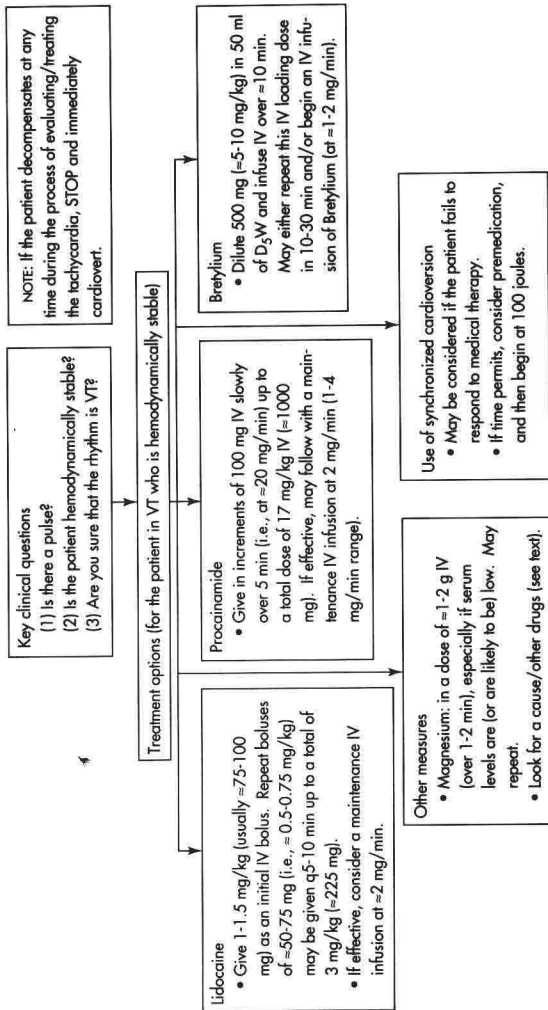 Key clinical questions
(1) Is there a pulse?
(2) Is the patient hemodynamically stable?
(3) Are you sure that the rhythm is VT?
NOTE: If the patient decompensates at any
time during the process of evaluating/treating
the tachycardia, STOP and immediately
cardiovert.
Treatment options (for the patient in VT who is hemodynamically stable)
Lidocaine
• Give 1-1.5 mg/kg (usually ≈75-100
mg) as an initial IV bolus. Repeat boluses
of ≈50-75 mg (i.e., ≈ 0.5-0.75 mg/kg)
may be given q5-10 min up to a total of
3 mg/kg (≈225 mg).
• If effective, consider a maintenance IV
infusion at ≈2 mg/min.
Procainamide
• Give in increments of 100 mg IV slowly
over 5 min (i.e., at ≈20 mg/min) up to
a total dose of 17 mg/kg IV (≈1000
mg). If effective, may follow with a main-
tenance IV infusion at 2 mg/min (1-4
mg/min range).
Bretylium
• Dilute 500 mg (≈5-10 mg/kg) in 50 ml
of D₅W and infuse IV over ≈10 min.
May either repeat this IV loading dose
in 10-30 min and/or begin an IV infu-
sion of Bretylium (at ≈1-2 mg/min).
Other measures
• Magnesium: in a dose of ≈1-2 g IV
(over 1-2 min), especially if serum
levels are (or are likely to be) low. May
repeat.
• Look for a cause/other drugs (see text).
Use of synchronized cardioversion
• May be considered if the patient fails to
respond to medical therapy.
• If time permits, consider premedication,
and then begin at 100 joules.